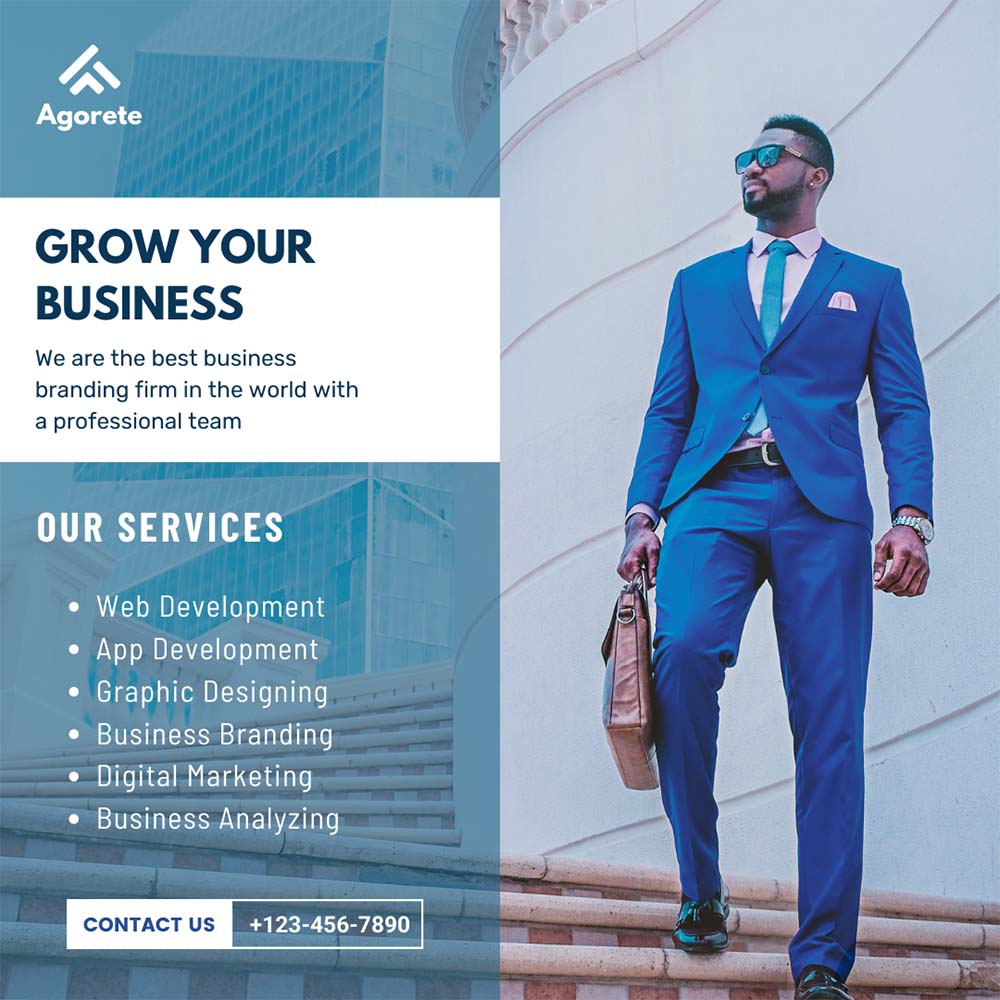 Agorete
GROW YOUR
BUSINESS
We are the best business
branding firm in the world with
a professional team
OUR SERVICES
• Web Development
• App Development
• Graphic Designing
• Business Branding
• Digital Marketing
• Business Analyzing
CONTACT US +123-456-7890